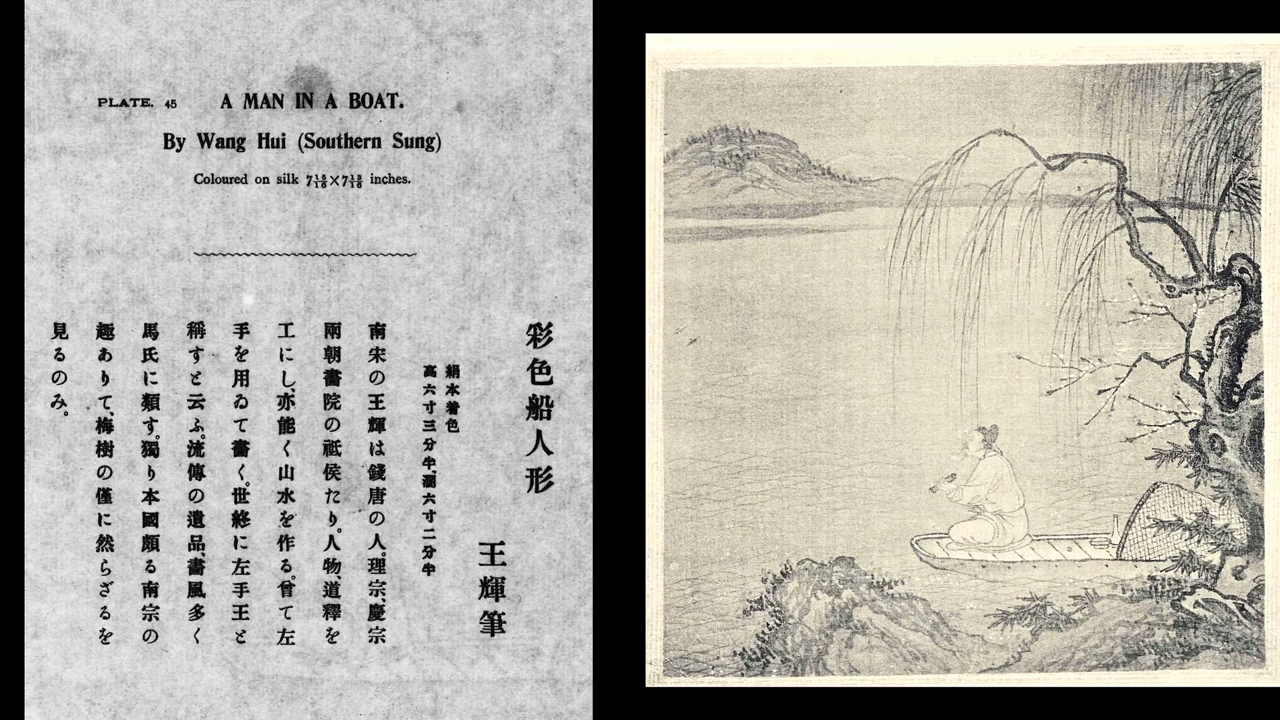 PLATE. 45 A MAN IN A BOAT.
By Wang Hui (Southern Sung)
Coloured on silk 7 15/16 × 7 13/16 inches.
彩色船人形
王輝筆
絹本着色
高六寸三分半、濶六寸二分半
南宋の王輝は錢唐の人。理宗、慶宗
兩朝畫院の祗侯たり。人物、道釋を
工にし、亦能く山水を作る。曾て左
手を用ゐて畫く。世終に左手王と
稱すと云ふ。流傳の遺品、畫風多く
馬氏に類す。獨り本國頗る南宗の
趣ありて、梅樹の僅に然らざるを
見るのみ。